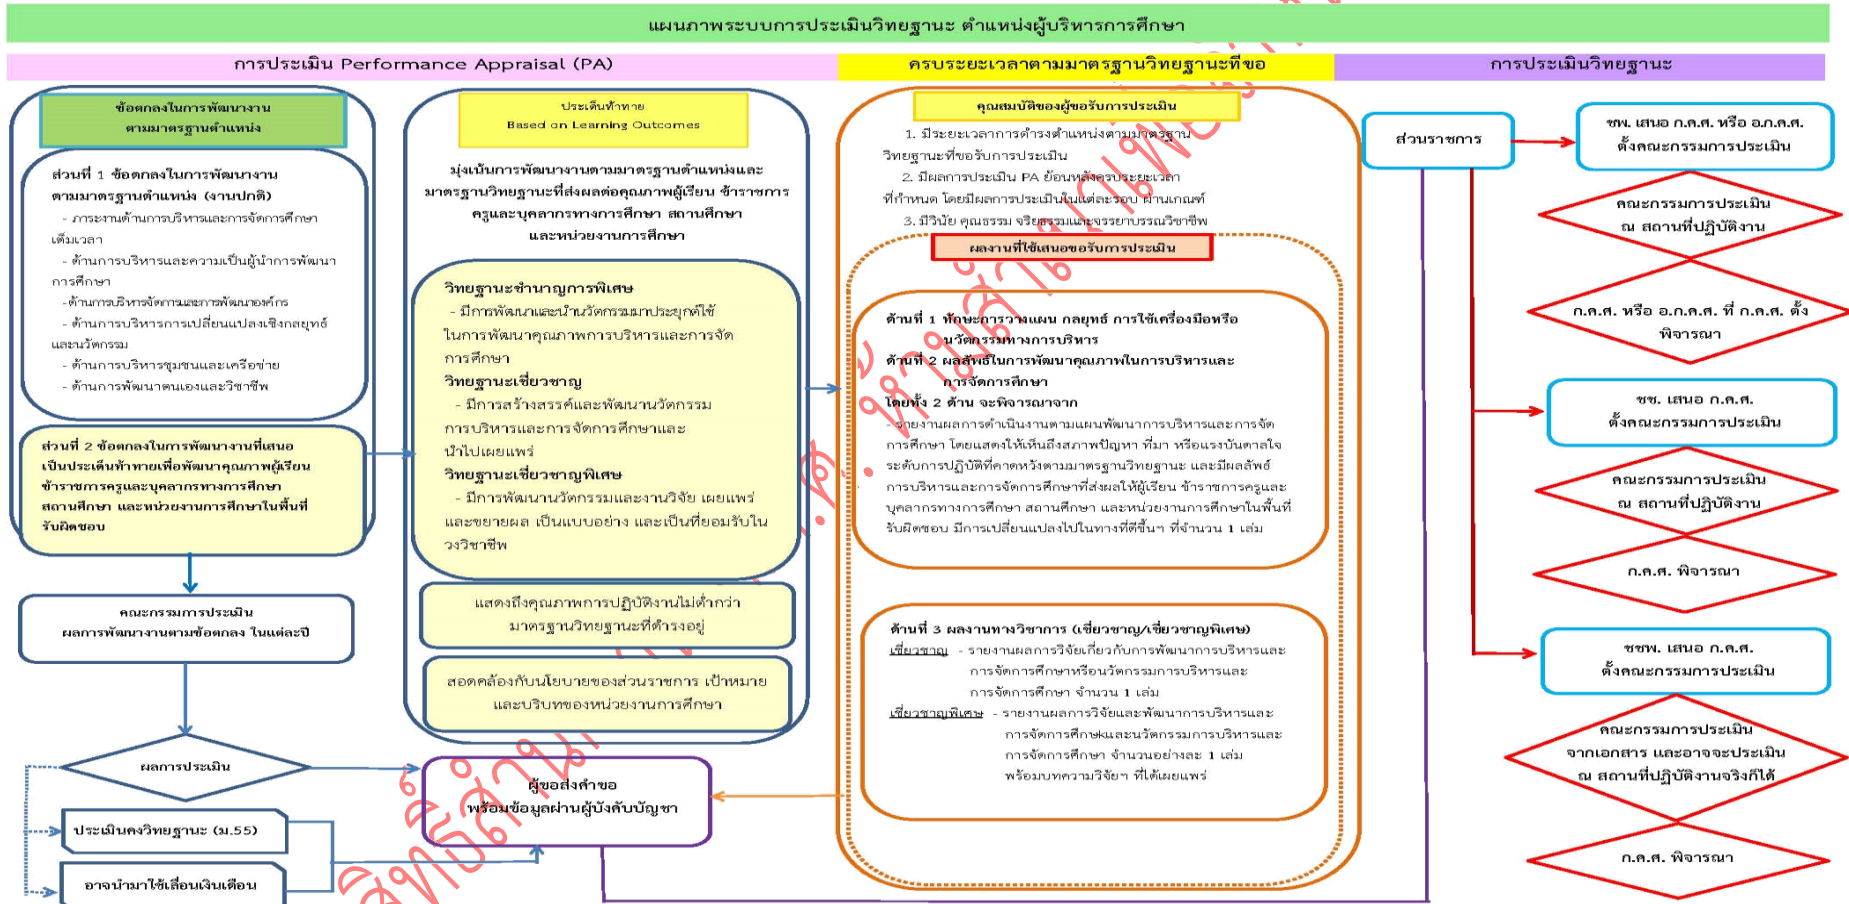 แผนภาพระบบการประเมินวิทยฐานะ ตำแหน่งผู้บริหารการศึกษา
การประเมิน Performance Appraisal (PA)
ครบระยะเวลาตามมาตรฐานวิทยฐานะที่ขอ
การประเมินวิทยฐานะ
ข้อตกลงในการพัฒนางาน
ตามมาตรฐานตำแหน่ง
ส่วนที่ 1 ข้อตกลงในการพัฒนางาน
ตามมาตรฐานตำแหน่ง (งานปกติ)
- ภาระงานด้านการบริหารและการจัดการศึกษา
เต็มเวลา
- ด้านการบริหารและความเป็นผู้นำการพัฒนา
การศึกษา
-ด้านการบริหารจัดการและการพัฒนาองค์กร
- ด้านการบริหารการเปลี่ยนแปลงเชิงกลยุทธ์
และนวัตกรรม
- ด้านการบริหารชุมชนและเครือข่าย
- ด้านการพัฒนาตนเองและวิชาชีพ
ส่วนที่ 2 ข้อตกลงในการพัฒนางานที่เสนอ
เป็นประเด็นท้าทายเพื่อพัฒนาคุณภาพผู้เรียน
ข้าราชการครูและบุคลากรทางการศึกษา
สถานศึกษา และหน่วยงานการศึกษาในพื้นที่
รับผิดชอบ
คณะกรรมการประเมิน
ผลการพัฒนางานตามข้อตกลง ในแต่ละปี
ผลการประเมิน
ประเมินคงวิทยฐานะ (ม.55)
อาจนำมาใช้เลื่อนเงินเดือน
ประเด็นท้าทาย
Based on Learning Outcomes
มุ่งเน้นการพัฒนางานตามมาตรฐานตำแหน่งและ
มาตรฐานวิทยฐานะที่ส่งผลต่อคุณภาพผู้เรียน ข้าราชการ
ครูและบุคลากรทางการศึกษา สถานศึกษา
และหน่วยงานการศึกษา
วิทยฐานะชำนาญการพิเศษ
- มีการพัฒนาและนำนวัตกรรมมาประยุกต์ใช้
ในการพัฒนาคุณภาพการบริหารและการจัด
การศึกษา
วิทยฐานะเชี่ยวชาญ
- มีการสร้างสรรค์และพัฒนานวัตกรรม
การบริหารและการจัดการศึกษาและ
นำไปเผยแพร่
วิทยฐานะเชี่ยวชาญพิเศษ
- มีการพัฒนานวัตกรรมและงานวิจัย เผยแพร่
และขยายผล เป็นแบบอย่าง และเป็นที่ยอมรับใน
วงวิชาชีพ
แสดงถึงคุณภาพการปฏิบัติงานไม่ต่ำกว่า
มาตรฐานวิทยฐานะที่ดำรงอยู่
สอดคล้องกับนโยบายของส่วนราชการ เป้าหมาย
และบริบทของหน่วยงานการศึกษา
ผู้ขอส่งคำขอ
พร้อมข้อมูลผ่านผู้บังคับบัญชา
คุณสมบัติของผู้ขอรับการประเมิน
1. มีระยะเวลาการดำรงตำแหน่งตามมาตรฐาน
วิทยฐานะที่ขอรับการประเมิน
2. มีผลการประเมิน PA ย้อนหลังครบระยะเวลา
ที่กำหนด โดยมีผลการประเมินในแต่ละรอบ ผ่านเกณฑ์
3. มีวินัย คุณธรรม จริยธรรมและจรรยาบรรณวิชาชีพ
ผลงานที่ใช้เสนอขอรับการประเมิน
ด้านที่ 1 ทักษะการวางแผน กลยุทธ์ การใช้เครื่องมือหรือ
นวัตกรรมทางการบริหาร
ด้านที่ 2 ผลลัพธ์ในการพัฒนาคุณภาพในการบริหารและ
การจัดการศึกษา
โดยทั้ง 2 ด้าน จะพิจารณาจาก
- รายงานผลการดำเนินงานตามแผนพัฒนาการบริหารและการจัด
การศึกษา โดยแสดงให้เห็นถึงสภาพปัญหา ที่มา หรือแรงบันดาลใจ
ระดับการปฏิบัติที่คาดหวังตามมาตรฐานวิทยฐานะ และมีผลลัพธ์
การบริหารและการจัดการศึกษาที่ส่งผลให้ผู้เรียน ข้าราชการครูและ
บุคลากรทางการศึกษา สถานศึกษา และหน่วยงานการศึกษาในพื้นที่
รับผิดชอบ มีการเปลี่ยนแปลงไปในทางที่ดีขึ้นฯ ที่จำนวน 1 เล่ม
ด้านที่ 3 ผลงานทางวิชาการ (เชี่ยวชาญ/เชี่ยวชาญพิเศษ)
เชี่ยวชาญ - รายงานผลการวิจัยเกี่ยวกับการพัฒนาการบริหารและ
การจัดการศึกษาหรือนวัตกรรมการบริหารและ
การจัดการศึกษา จำนวน 1 เล่ม
เชี่ยวชาญพิเศษ - รายงานผลการวิจัยและพัฒนาการบริหารและ
การจัดการศึกษkและนวัตกรรมการบริหารและ
การจัดการศึกษา จำนวนอย่างละ 1 เล่ม
พร้อมบทความวิจัยฯ ที่ได้เผยแพร่
ส่วนราชการ
ชพ. เสนอ ก.ค.ศ. หรือ อ.ก.ค.ศ.
ตั้งคณะกรรมการประเมิน
คณะกรรมการประเมิน
ณ สถานที่ปฏิบัติงาน
ก.ค.ศ. หรือ อ.ก.ค.ศ. ที่ ก.ค.ศ. ตั้ง
พิจารณา
ชช. เสนอ ก.ค.ศ.
ตั้งคณะกรรมการประเมิน
คณะกรรมการประเมิน
ณ สถานที่ปฏิบัติงาน
ก.ค.ศ. พิจารณา
ชชพ. เสนอ ก.ค.ศ.
ตั้งคณะกรรมการประเมิน
คณะกรรมการประเมิน
จากเอกสาร และอาจจะประเมิน
ณ สถานที่ปฏิบัติงานจริงก็ได้
ก.ค.ศ. พิจารณา